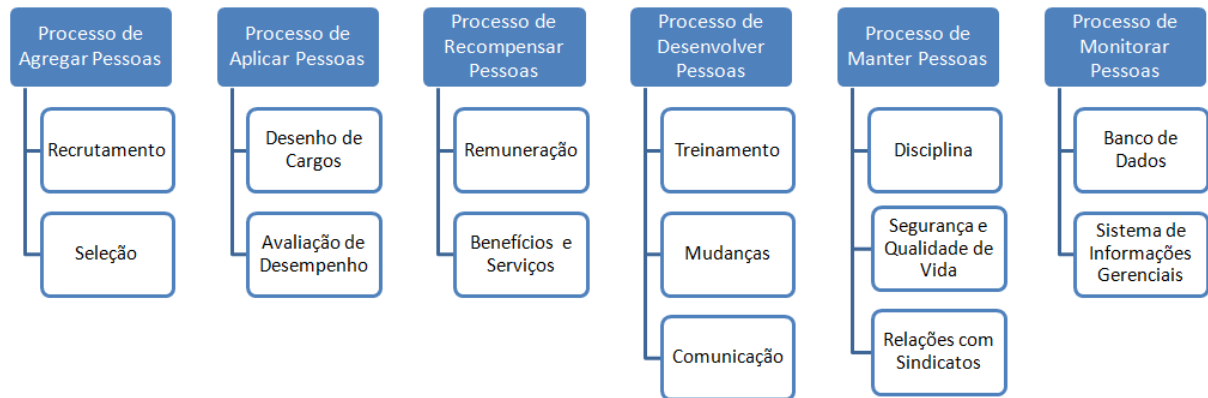 Processo de
Agregar Pessoas
Recrutamento
Seleção
Processo de
Aplicar Pessoas
Desenho de
Cargos
Avaliação de
Desempenho
Processo de
Recompensar
Pessoas
Remuneração
Benefícios e
Serviços
Processo de
Desenvolver
Pessoas
Treinamento
Mudanças
Comunicação
Processo de
Manter Pessoas
Disciplina
Segurança e
Qualidade de
Vida
Relações com
Sindicatos
Processo de
Monitorar
Pessoas
Banco de
Dados
Sistema de
Informações
Gerenciais